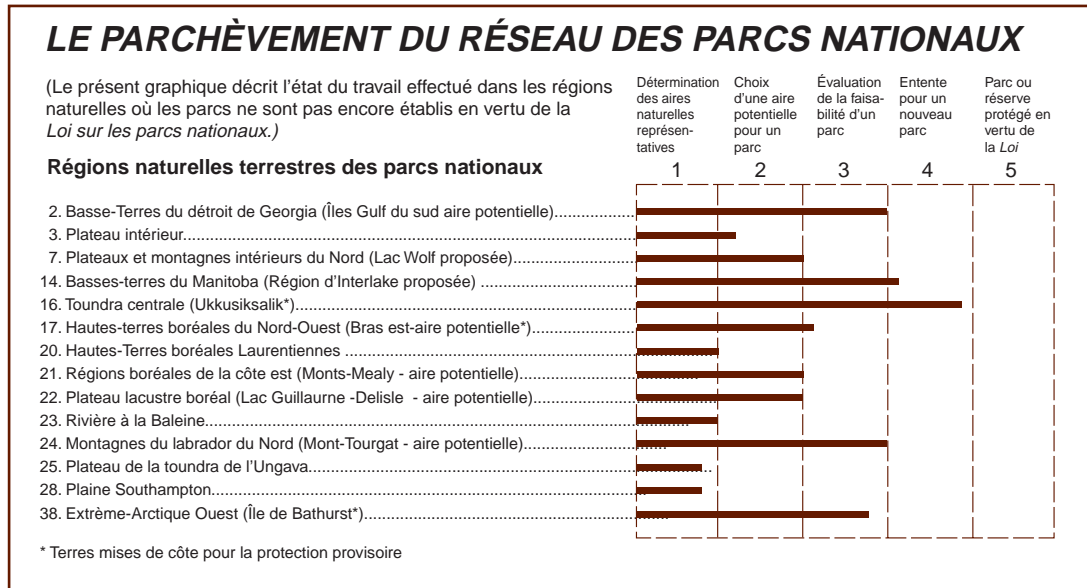 LE PARCHÈVEMENT DU RÉSEAU DES PARCS NATIONAUX
(Le présent graphique décrit l'état du travail effectué dans les régions
naturelles où les parcs ne sont pas encore établis en vertu de la
Loi sur les parcs nationaux.)
Régions naturelles terrestres des parcs nationaux
Détermination
des aires
naturelles
représen-
tatives
1
Choix
d'une aire
potentielle
pour un
parc
2
Évaluation
de la faisa-
bilité d'un
parc
3
Entente
pour un
nouveau
parc
4
Parc ou
réserve
protégé en
vertu de
la Loi
5
2. Basse-Terres du détroit de Georgia (Îles Gulf du sud aire potentielle)
3. Plateau intérieur
7. Plateaux et montagnes intérieurs du Nord (Lac Wolf proposée)
14. Basses-terres du Manitoba (Région d'Interlake proposée)
16. Toundra centrale (Ukkusiksalik*)
17. Hautes-terres boréales du Nord-Ouest (Bras est-aire potentielle*)
20. Hautes-Terres boréales Laurentiennes
21. Régions boréales de la côte est (Monts-Mealy - aire potentielle)
22. Plateau lacustre boréal (Lac Guillaurne -Delisle - aire potentielle)
23. Rivière à la Baleine
24. Montagnes du labrador du Nord (Mont-Tourgat - aire potentielle)
25. Plateau de la toundra de l'Ungava
28. Plaine Southampton
38. Extrème-Arctique Ouest (Île de Bathurst*)
* Terres mises de côte pour la protection provisoire